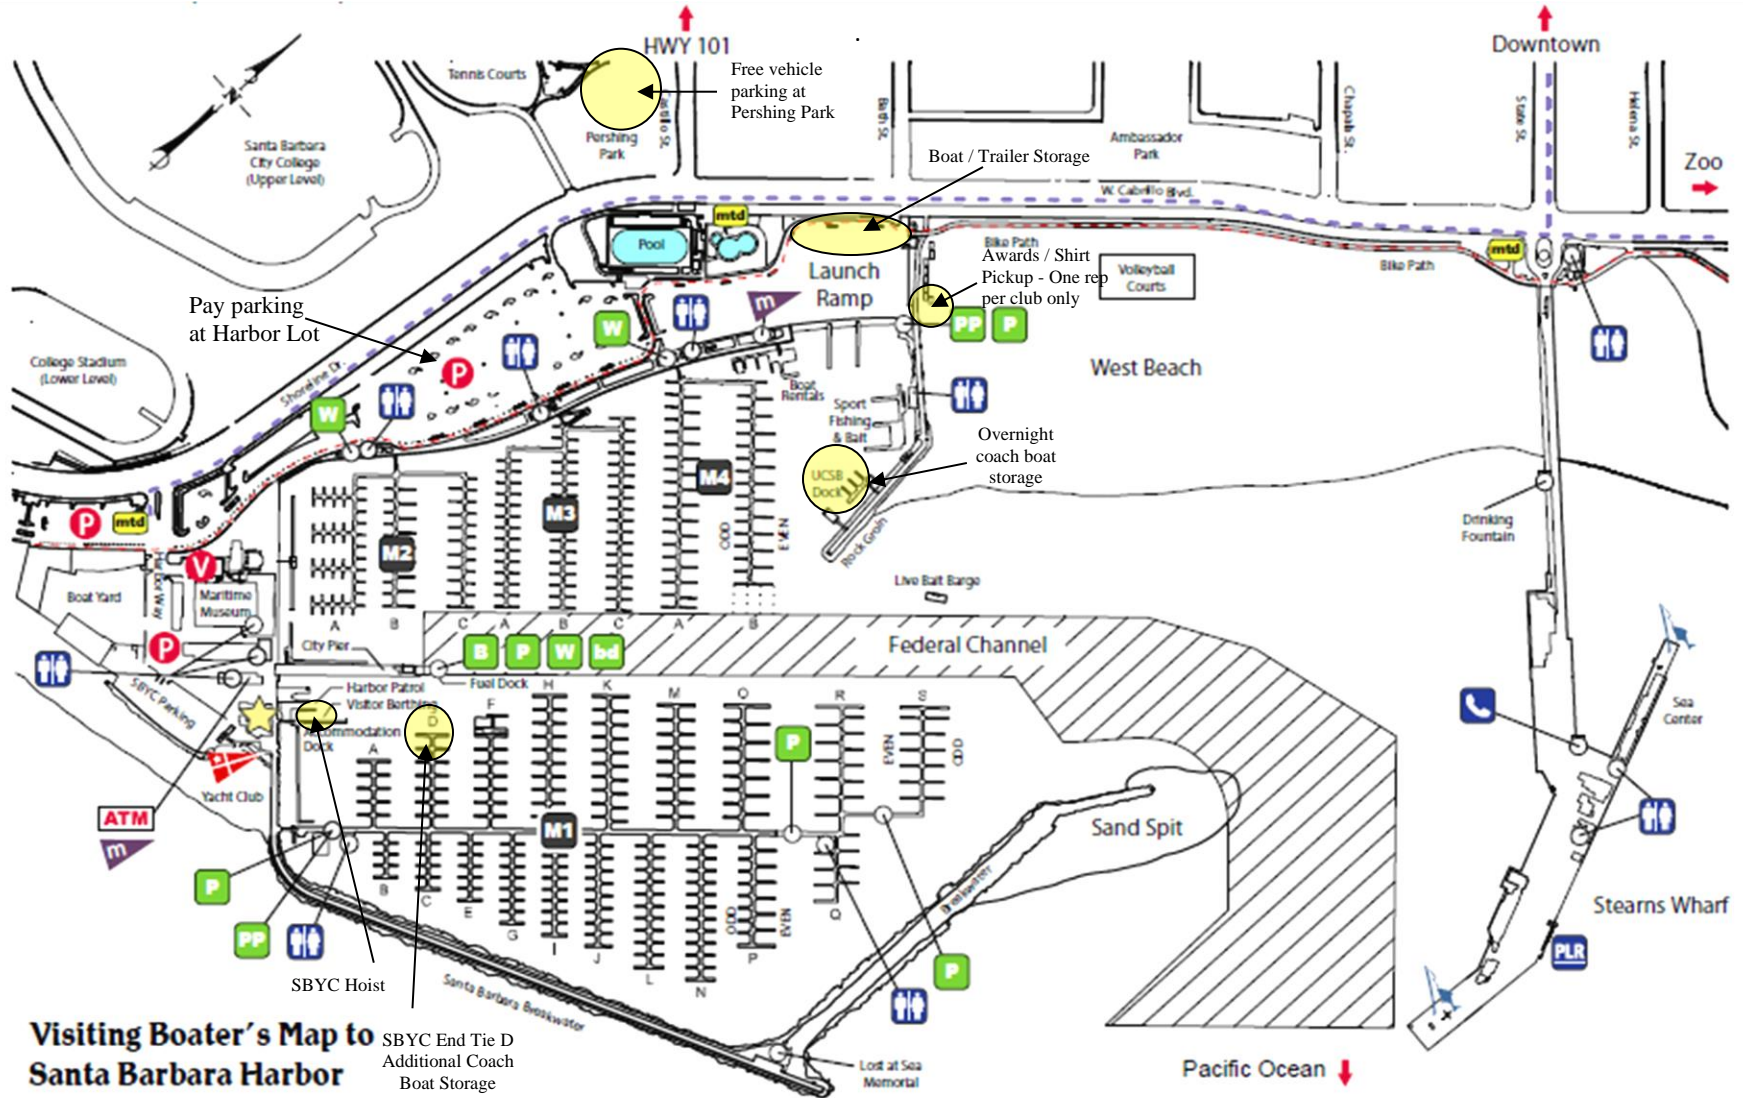 HWY 101
Downtown
Tennis Courts
Free vehicle
parking at
Pershing Park
Castillo St.
Bath St.
Chapala St.
State St.
Helena St.
Santa Barbara
City College
(Upper Level)
Pershing
Park
Ambassador
Park
Boat / Trailer Storage
Zoo
W. Cabrillo Blvd.
mtd
Pool
Launch
Ramp
Bike Path
Awards / Shirt
Pickup - One rep
per club only
Volleyball
Courts
mtd
Bike Path
Pay parking
at Harbor Lot
W
m
PP
P
College Stadium
(Lower Level)
Shoreline Dr.
P
W
West Beach
Boat
Rentals
Sport
Fishing
& Bait
Overnight
coach boat
storage
UCSB
Dock
M4
M3
M2
ODD
EVEN
Rock Groin
Drinking
Fountain
P
mtd
V
Harbor Way
Boat Yard
Maritime
Museum
Live Bait Barge
A
B
C
A
B
C
A
B
City Pier
P
B
P
W
bd
Federal Channel
SBYC Parking
Fuel Dock
Harbor Patrol
Visitor Berthing
Accommodation
Dock
A
D
F
H
K
M
O
R
S
EVEN
ODD
P
Sea
Center
Yacht Club
ATM
m
M1
Sand Spit
P
PP
B
C
E
G
I
J
L
N
P
Q
ODD
EVEN
Breakwater
P
Stearns Wharf
PLR
SBYC Hoist
Santa Barbara Breakwater
SBYC End Tie D
Additional Coach
Boat Storage
Lost at Sea
Memorial
Pacific Ocean
Visiting Boater's Map to
Santa Barbara Harbor